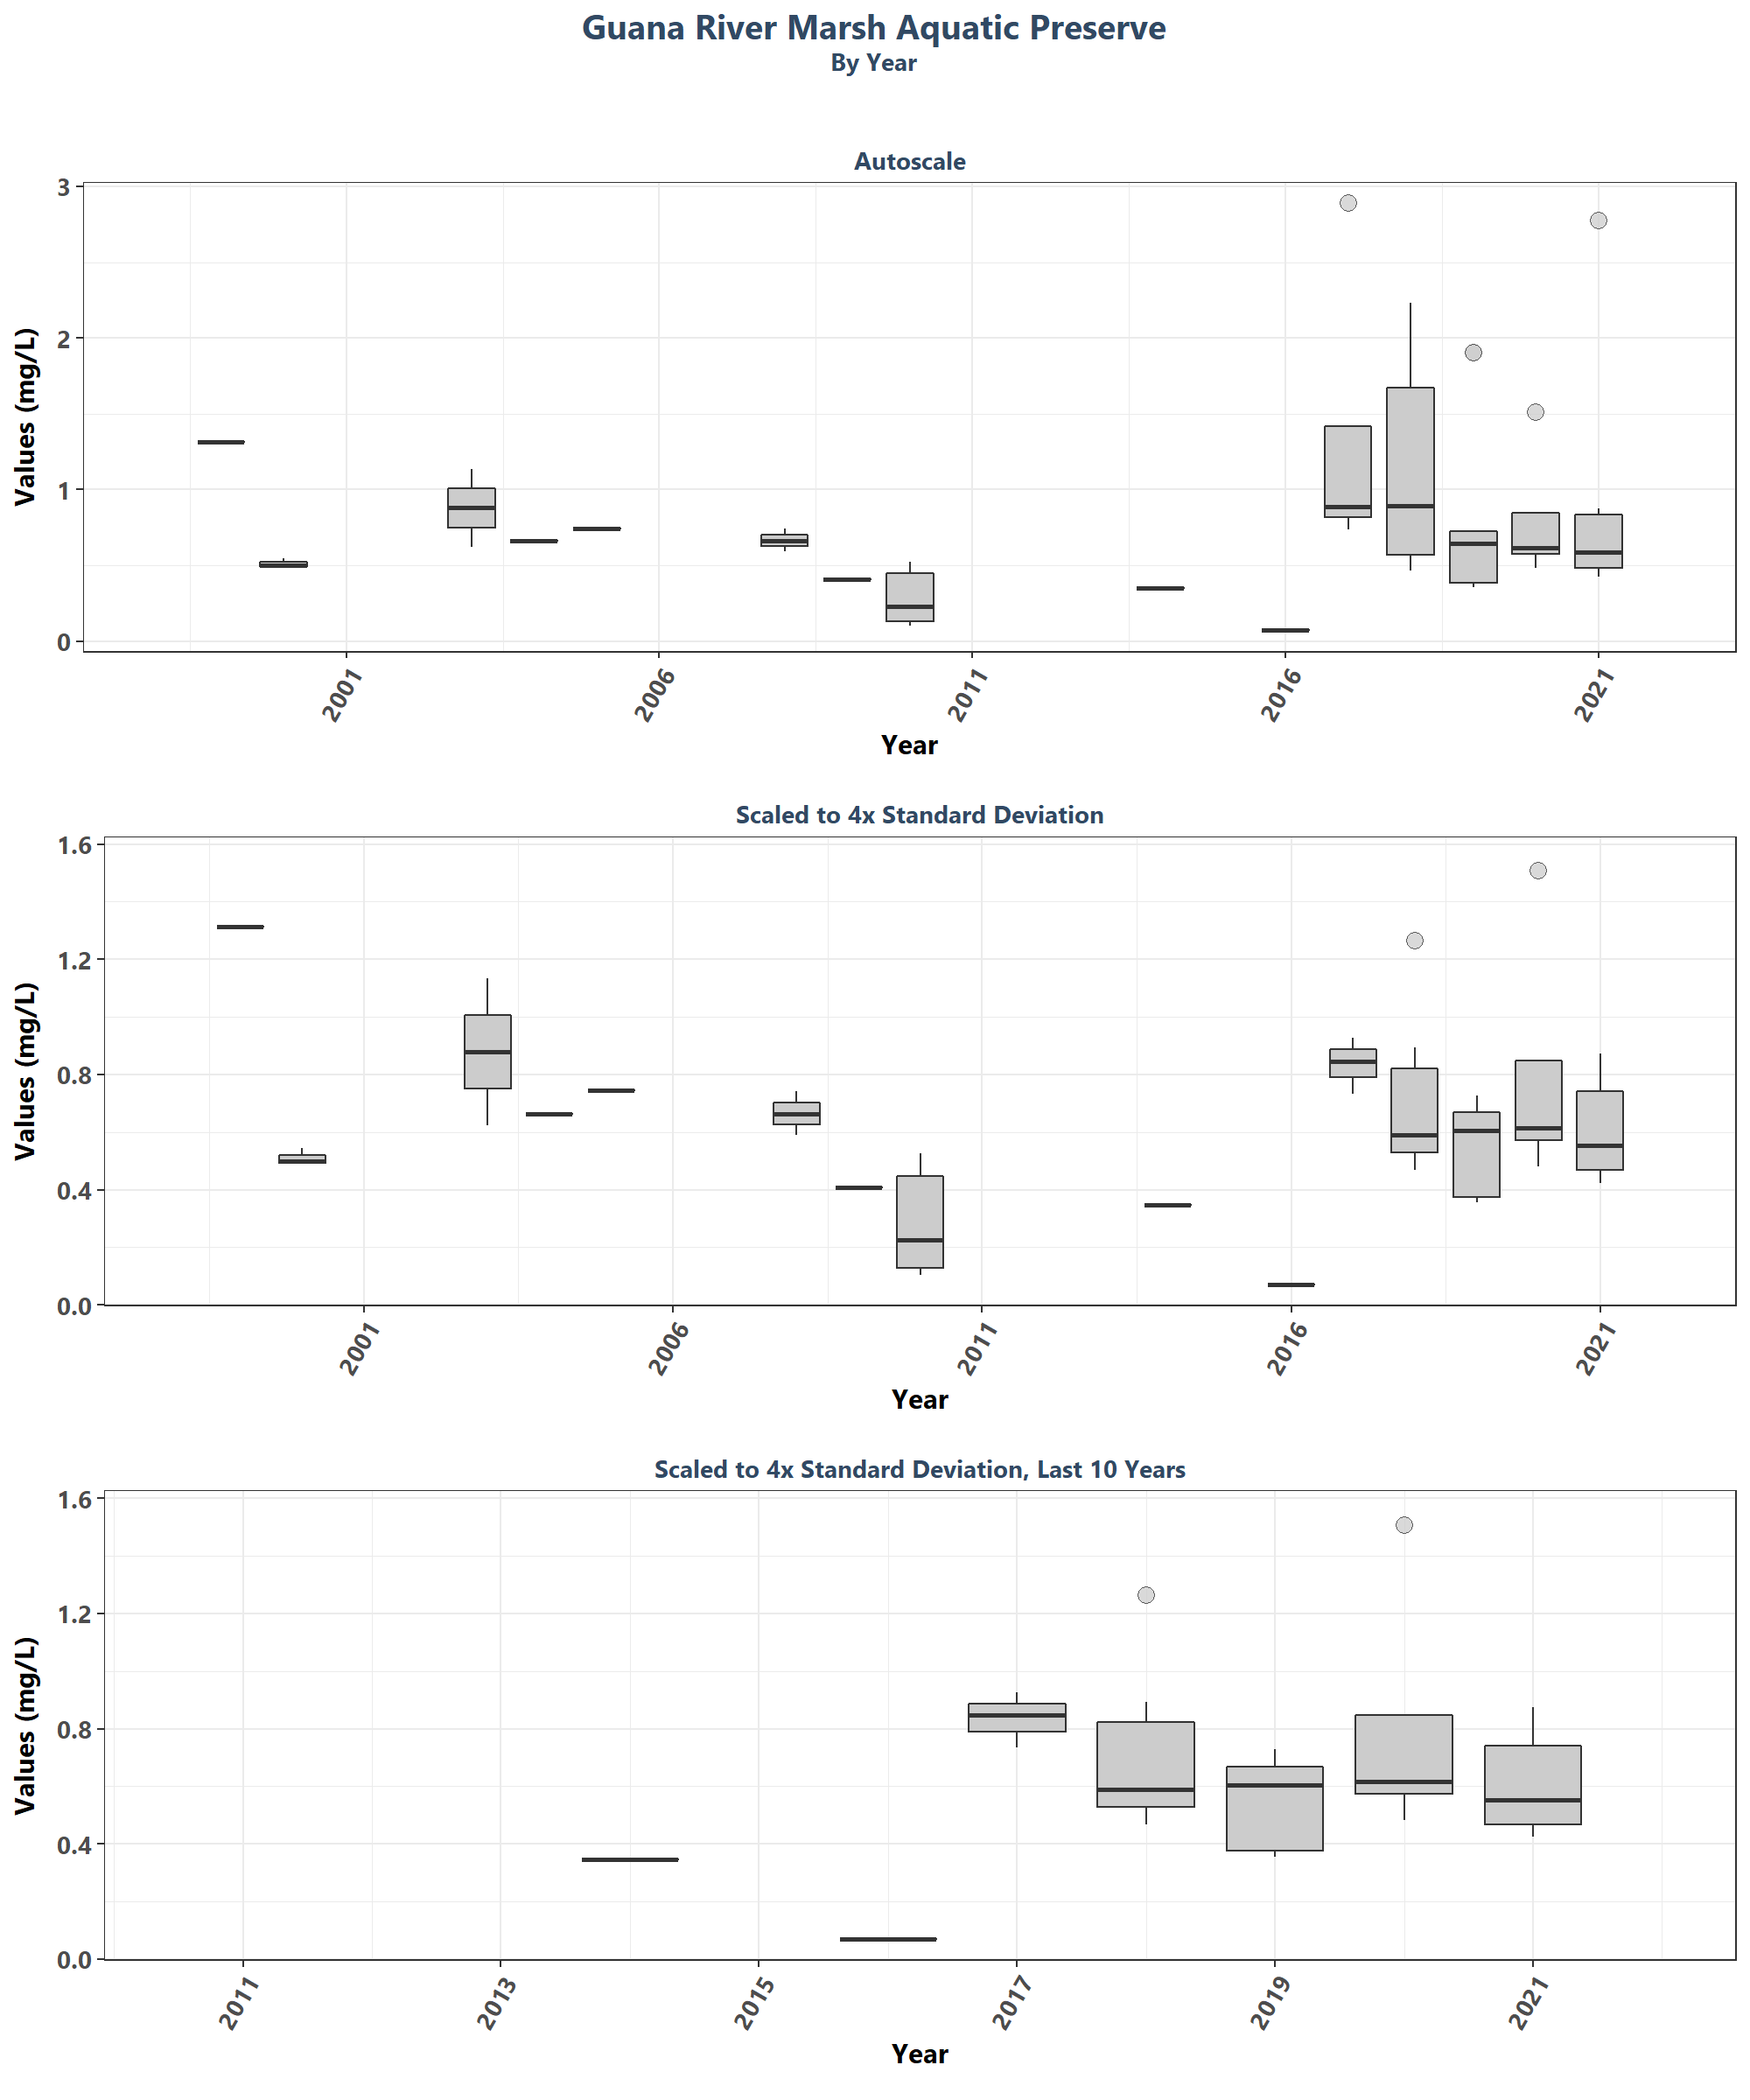 Guana River Marsh Aquatic Preserve
By Year
Autoscale
3
2
1
0
Values (mg/L)
2001 2006 2011 2016 2021
Year
Scaled to 4x Standard Deviation
1.6
1.2
0.8
0.4
0.0
Values (mg/L)
2001 2006 2011 2016 2021
Year
Scaled to 4x Standard Deviation, Last 10 Years
1.6
1.2
0.8
0.4
0.0
Values (mg/L)
2011 2013 2015 2017 2019 2021
Year